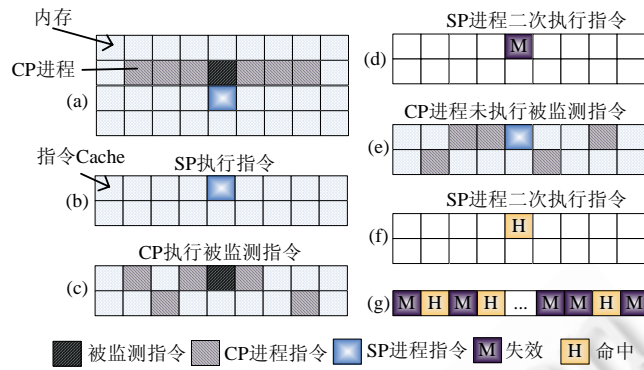 内存
CP进程
(a)
指令Cache
SP执行指令
(b)
CP执行被监测指令
(c)
SP进程二次执行指令
M
(d)
CP进程未执行被监测指令
(e)
SP进程二次执行指令
H
(f)
(g) M H M H ... M M H M
被监测指令 CP进程指令 SP进程指令 M 失效 H 命中